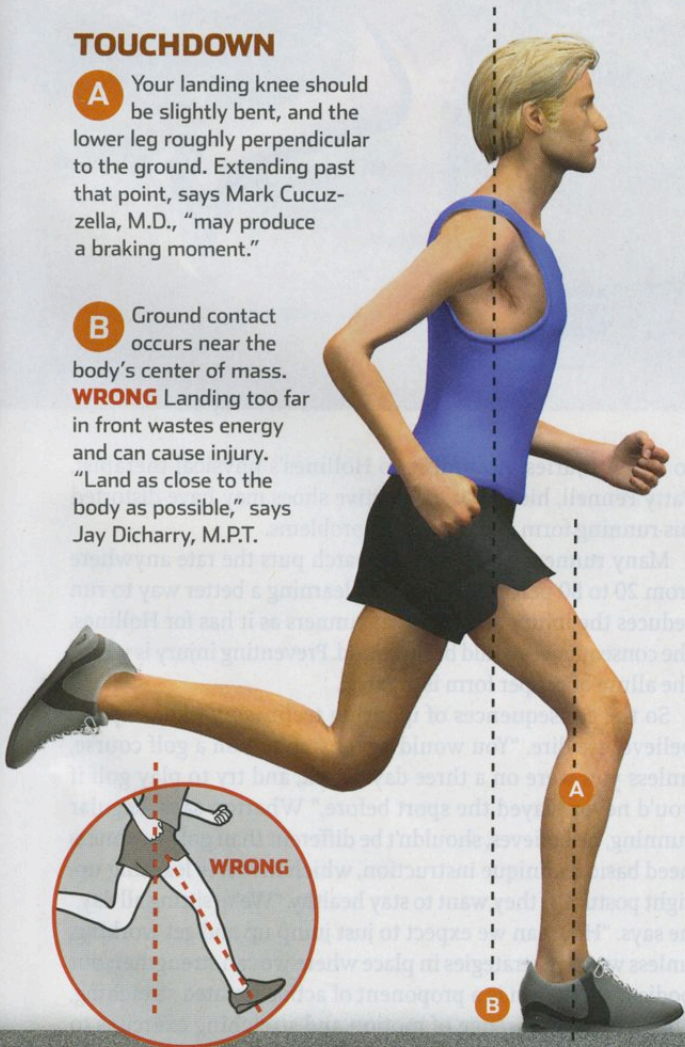 TOUCHDOWN
A Your landing knee should
be slightly bent, and the
lower leg roughly perpendicular
to the ground. Extending past
that point, says Mark Cucuz-
zella, M.D., “may produce
a braking moment.”
B Ground contact
occurs near the
body’s center of mass.
WRONG Landing too far
in front wastes energy
and can cause injury.
“Land as close to the
body as possible,” says
Jay Dicharry, M.P.T.
A
WRONG
B